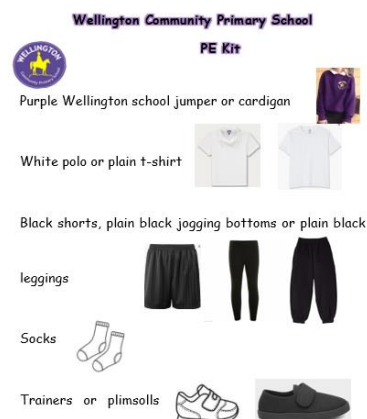 Wellington Community Primary School
PE Kit
WELLINGTON
Purple Wellington school jumper or cardigan
White polo or plain t-shirt
Black shorts, plain black jogging bottoms or plain black
leggings
Socks
Trainers or plimsolls